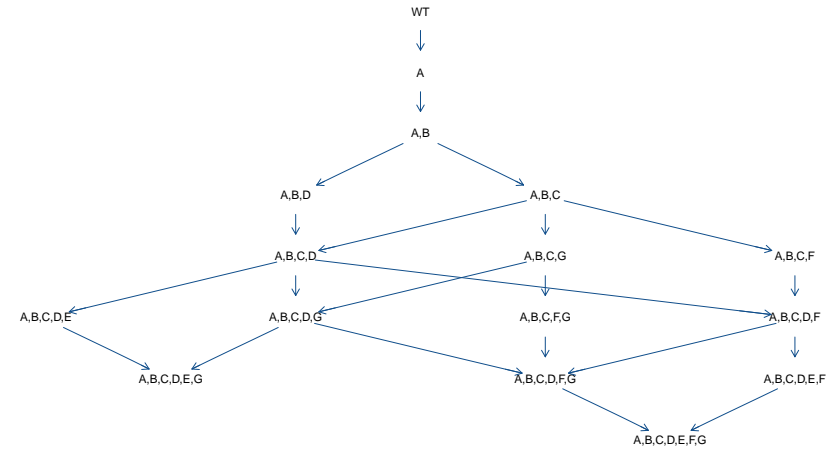 WT
A
A,B
A,B,D
A,B,C
A,B,C,D
A,B,C,G
A,B,C,F
A,B,C,D,E
A,B,C,D,G
A,B,C,F,G
A,B,C,D,F
A,B,C,D,E,G
A,B,C,D,F,G
A,B,C,D,E,F
A,B,C,D,E,F,G